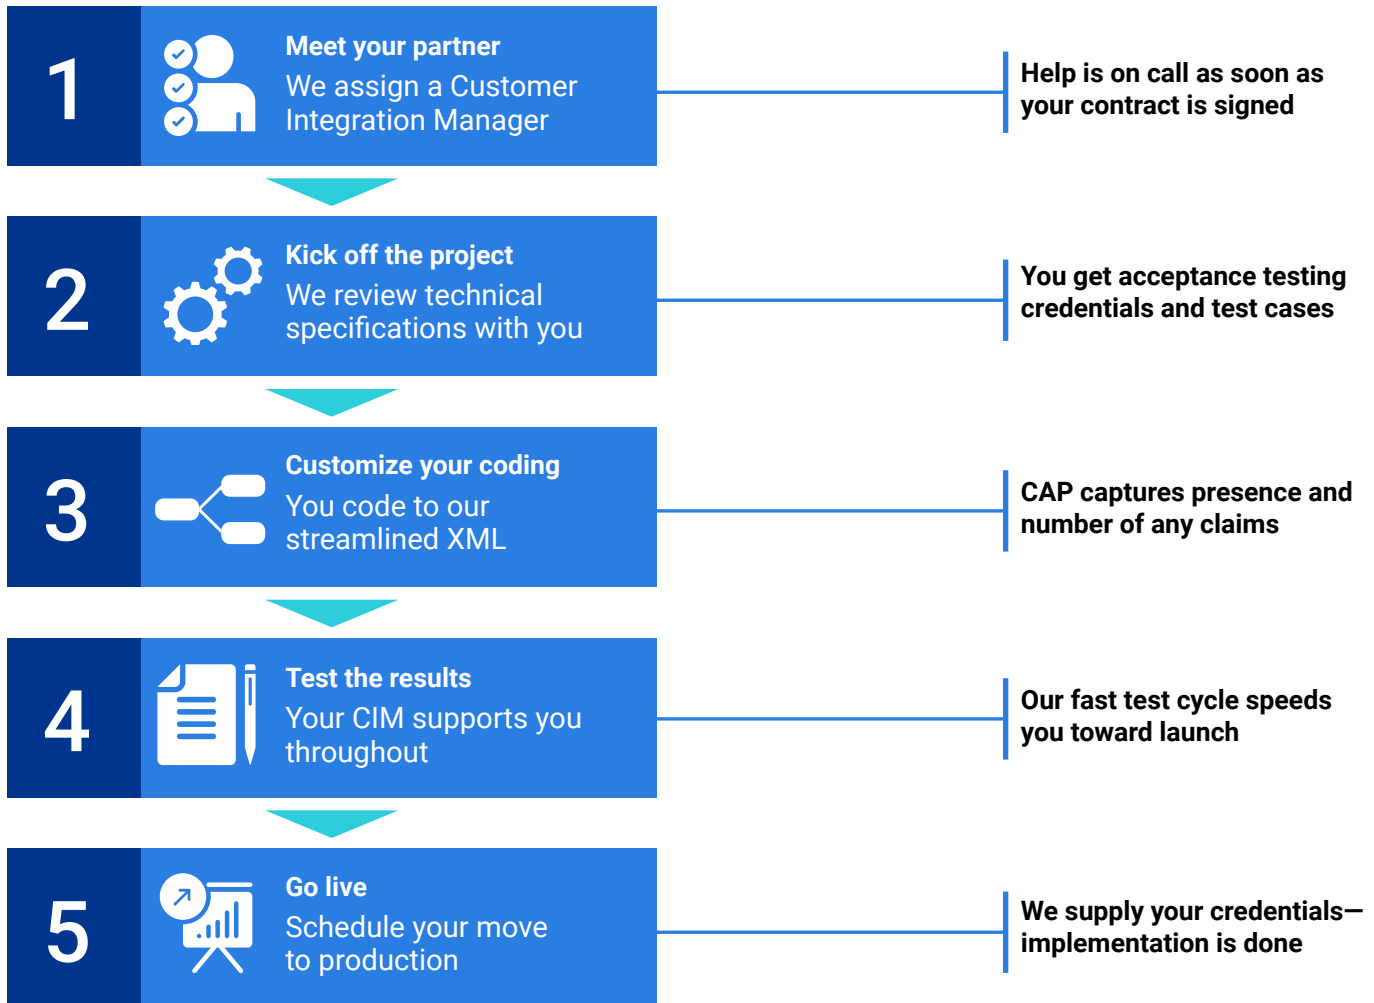 1
Meet your partner
We assign a Customer
Integration Manager
Help is on call as soon as
your contract is signed
2
Kick off the project
We review technical
specifications with you
You get acceptance testing
credentials and test cases
3
Customize your coding
You code to our
streamlined XML
CAP captures presence and
number of any claims
4
Test the results
Your CIM supports you
throughout
Our fast test cycle speeds
you toward launch
5
Go live
Schedule your move
to production
We supply your credentials—
implementation is done